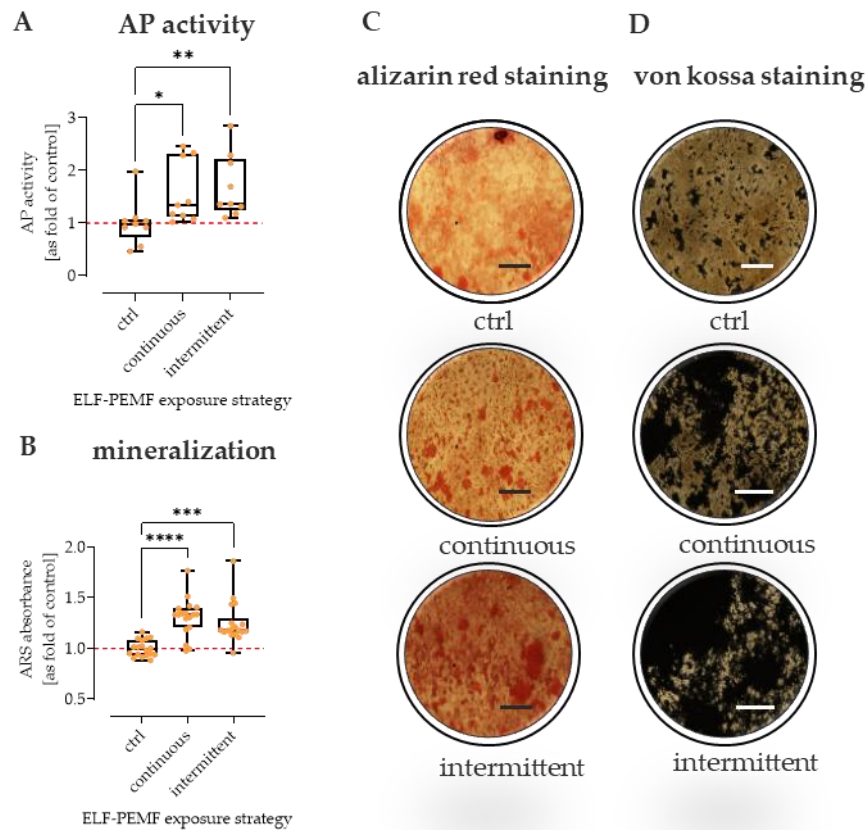 A
AP activity
**
*
3
2
1
0
AP activity
[as fold of control]
ctrl
continuous
intermittent
ELF-PEMF exposure strategy
B
mineralization
***
****
2.0
1.5
1.0
0.5
ARS absorbance
[as fold of control]
ctrl
continuous
intermittent
ELF-PEMF exposure strategy
C
alizarin red staining
ctrl
continuous
intermittent
D
von kossa staining
ctrl
continuous
intermittent